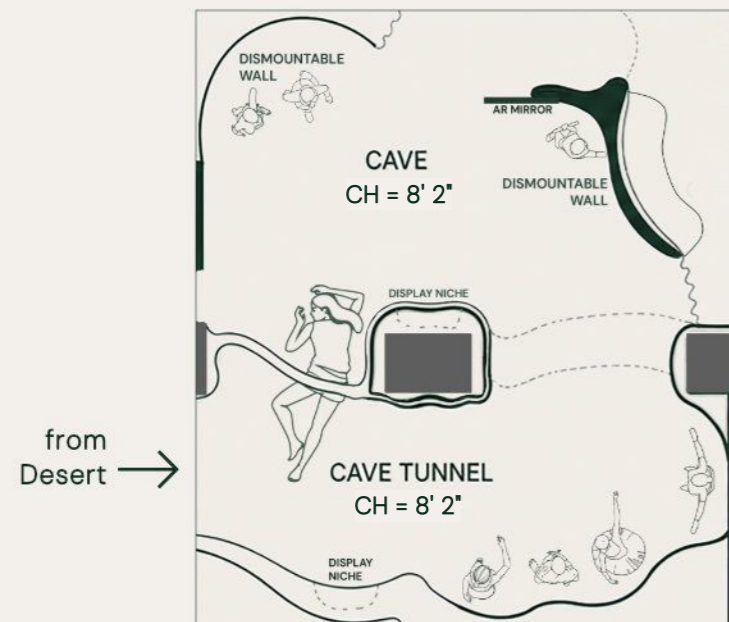 DISMOUNTABLE
WALL
AR MIRROR
CAVE
CH = 8' 2"
DISMOUNTABLE
WALL
DISPLAY NICHE
from
Desert
CAVE TUNNEL
CH = 8' 2"
DISPLAY
NICHE